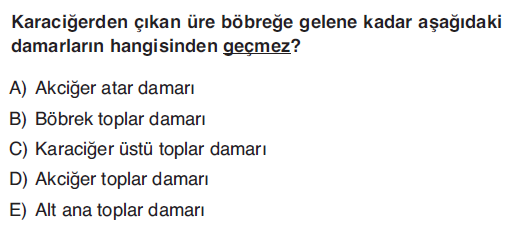 Karaciğerden çıkan üre böbreğe gelene kadar aşağıdaki
damarların hangisinden geçmez?
A) Akciğer atar damarı
B) Böbrek toplar damarı
C) Karaciğer üstü toplar damarı
D) Akciğer toplar damarı
E) Alt ana toplar damarı